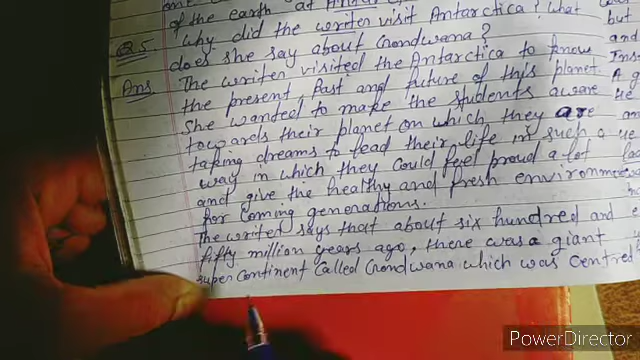 of the earth at
Q5. Why did the writer visit Antarctica? What
does she say about Gondwana?
Ans The writer visited the Antarctica to know
the present, Past and future of this planet.
She wanted to make the students aware
towards their planet on which they are
taking dreams to lead their life in such a
way in which they could feel proud a lot
and give the healthy and fresh environment
for coming generations.
The writer says that about six hundred and
fifty million years ago, there was a giant
super continent called Gondwana which was centred
but
and
PowerDirector